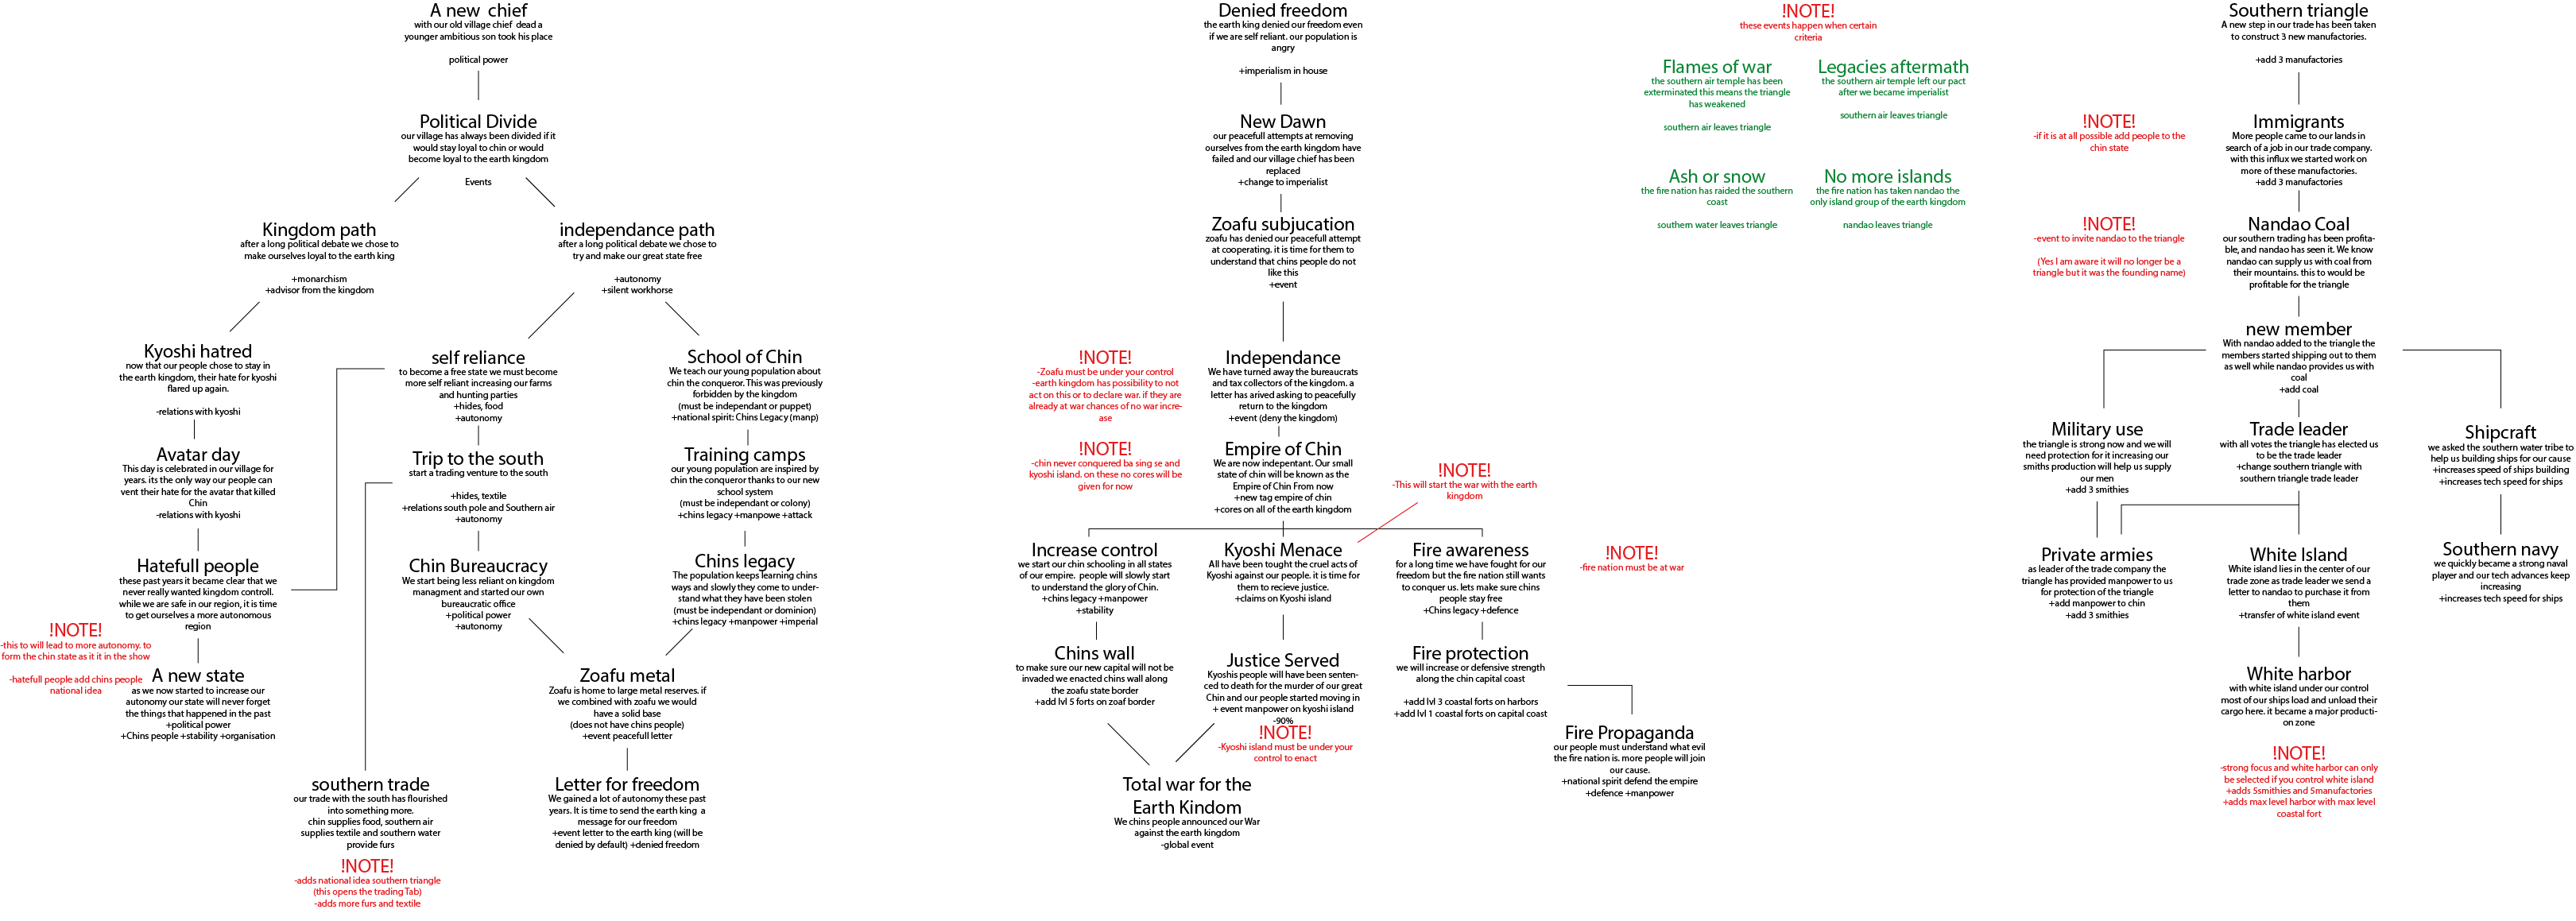 A new chief
with our old village chief dead a
younger ambitious son took his place
political power
Political Divide
our village has always been divided if it
would stay loyal to chin or would
become loyal to the earth kingdom
Events
Kingdom path
after a long political debate we chose to
make ourselves loyal to the earth king
+monarchism
+advisor from the kingdom
independance path
after a long political debate we chose to
try and make our great state free
+autonomy
+silent workhorse
Kyoshi hatred
now that our people chose to stay in
the earth kingdom, their hate for kyoshi
flared up again.
-relations with kyoshi
Avatar day
This day is celebrated in our village for
years. its the only way our people can
vent their hate for the avatar that killed
Chin
-relations with kyoshi
Hatefull people
these past years it became clear that we
never really wanted kingdom controll.
while we are safe in our region, it is time
to get ourselves a more autonomous
region
!NOTE!
-this to will lead to more autonomy. to
form the chin state as it it in the show
-hatefull people add chins people
national idea
A new state
as we now started to increase our
autonomy our state will never forget
the things that happened in the past
+political power
+Chins people +stability +organisation
self reliance
to become a free state we must become
more self reliant increasing our farms
and hunting parties
+hides, food
+autonomy
Trip to the south
start a trading venture to the south
+hides, textile
+relations south pole and Southern air
+autonomy
Chin Bureaucracy
We start being less reliant on kingdom
managment and started our own
bureaucratic office
+political power
+autonomy
School of Chin
We teach our young population about
chin the conqueror. This was previously
forbidden by the kingdom
(must be independant or puppet)
+national spirit: Chins Legacy (manp)
Training camps
our young population are inspired by
chin the conqueror thanks to our new
school system
(must be independant or colony)
+chins legacy +manpowe +attack
Chins legacy
The population keeps learning chins
ways and slowly they come to under-
stand what they have been stolen
(must be independant or dominion)
+chins legacy +manpower +imperial
Zoafu metal
Zoafu is home to large metal reserves. if
we combined with zoafu we would
have a solid base
(does not have chins people)
+event peacefull letter
southern trade
our trade with the south has flourished
into something more.
chin supplies food, southern air
supplies textile and southern water
provide furs
!NOTE!
-adds national idea southern triangle
(this opens the trading Tab)
-adds more furs and textile
Letter for freedom
We gained a lot of autonomy these past
years. It is time to send the earth king a
message for our freedom
+event letter to the earth king (will be
denied by default) +denied freedom
Denied freedom
the earth king denied our freedom even
if we are self reliant. our population is
angry
+imperialism in house
New Dawn
our peacefull attempts at removing
ourselves from the earth kingdom have
failed and our village chief has been
replaced
+change to imperialist
Zoafu subjucation
zoafu has denied our peacefull attempt
at cooperating. it is time for them to
understand that chins people do not
like this
+event
!NOTE!
-Zoafu must be under your control
-earth kingdom has possibility to not
act on this or to declare war. if they are
already at war chances of no war incre-
ase
Independance
We have turned away the bureaucrats
and tax collectors of the kingdom. a
letter has arived asking to peacefully
return to the kingdom
+event (deny the kingdom)
!NOTE!
-chin never conquered ba sing se and
kyoshi island. on these no cores will be
given for now
Empire of Chin
We are now indepentant. Our small
state of chin will be known as the
Empire of Chin From now
+new tag empire of chin
+cores on all of the earth kingdom
!NOTE!
-This will start the war with the earth
kingdom
Increase control
we start our chin schooling in all states
of our empire. people will slowly start
to understand the glory of Chin.
+chins legacy +manpower
+stability
Kyoshi Menace
All have been tought the cruel acts of
Kyoshi against our people. it is time for
them to recieve justice.
+claims on Kyoshi island
Fire awareness
for a long time we have fought for our
freedom but the fire nation still wants
to conquer us. lets make sure chins
people stay free
+Chins legacy +defence
!NOTE!
-fire nation must be at war
Chins wall
to make sure our new capital will not be
invaded we enacted chins wall along
the zoafu state border
+add lvl 5 forts on zoaf border
Justice Served
Kyoshis people will have been senten-
ced to death for the murder of our great
Chin and our people started moving in
+ event manpower on kyoshi island
-90%
!NOTE!
-Kyoshi island must be under your
control to enact
Fire protection
we will increase or defensive strength
along the chin capital coast
+add lvl 3 coastal forts on harbors
+add lvl 1 coastal forts on capital coast
Fire Propaganda
our people must understand what evil
the fire nation is. more people will join
our cause.
+national spirit defend the empire
+defence +manpower
Total war for the
Earth Kindom
We chins people announced our War
against the earth kingdom
-global event
!NOTE!
these events happen when certain
criteria
Flames of war
the southern air temple has been
exterminated this means the triangle
has weakened
southern air leaves triangle
Legacies aftermath
the southern air temple left our pact
after we became imperialist
southern air leaves triangle
Ash or snow
the fire nation has raided the southern
coast
southern water leaves triangle
No more islands
the fire nation has taken nandao the
only island group of the earth kingdom
nandao leaves triangle
Southern triangle
A new step in our trade has been taken
to construct 3 new manufactories.
+add 3 manufactories
!NOTE!
-if it is at all possible add people to the
chin state
Immigrants
More people came to our lands in
search of a job in our trade company.
with this influx we started work on
more of these manufactories.
+add 3 manufactories
!NOTE!
-event to invite nandao to the triangle
(Yes I am aware it will no longer be a
triangle but it was the founding name)
Nandao Coal
our southern trading has been profita-
ble, and nandao has seen it. We know
nandao can supply us with coal from
their mountains. this to would be
profitable for the triangle
new member
With nandao added to the triangle the
members started shipping out to them
as well while nandao provides us with
coal
+add coal
Military use
the triangle is strong now and we will
need protection for it increasing our
smiths production will help us supply
our men
+add 3 smithies
Trade leader
with all votes the triangle has elected us
to be the trade leader
+change southern triangle with
southern triangle trade leader
Shipcraft
we asked the southern water tribe to
help us building ships for our cause
+increases speed of ships building
+increases tech speed for ships
Private armies
as leader of the trade company the
triangle has provided manpower to us
for protection of the triangle
+add manpower to chin
+add 3 smithies
White Island
White island lies in the center of our
trade zone as trade leader we send a
letter to nandao to purchase it from
them
+transfer of white island event
Southern navy
we quickly became a strong naval
player and our tech advances keep
increasing
+increases tech speed for ships
White harbor
with white island under our control
most of our ships load and unload their
cargo here. it became a major producti-
on zone
!NOTE!
-strong focus and white harbor can only
be selected if you control white island
+adds 5smithies and 5manufactories
+adds max level harbor with max level
coastal fort